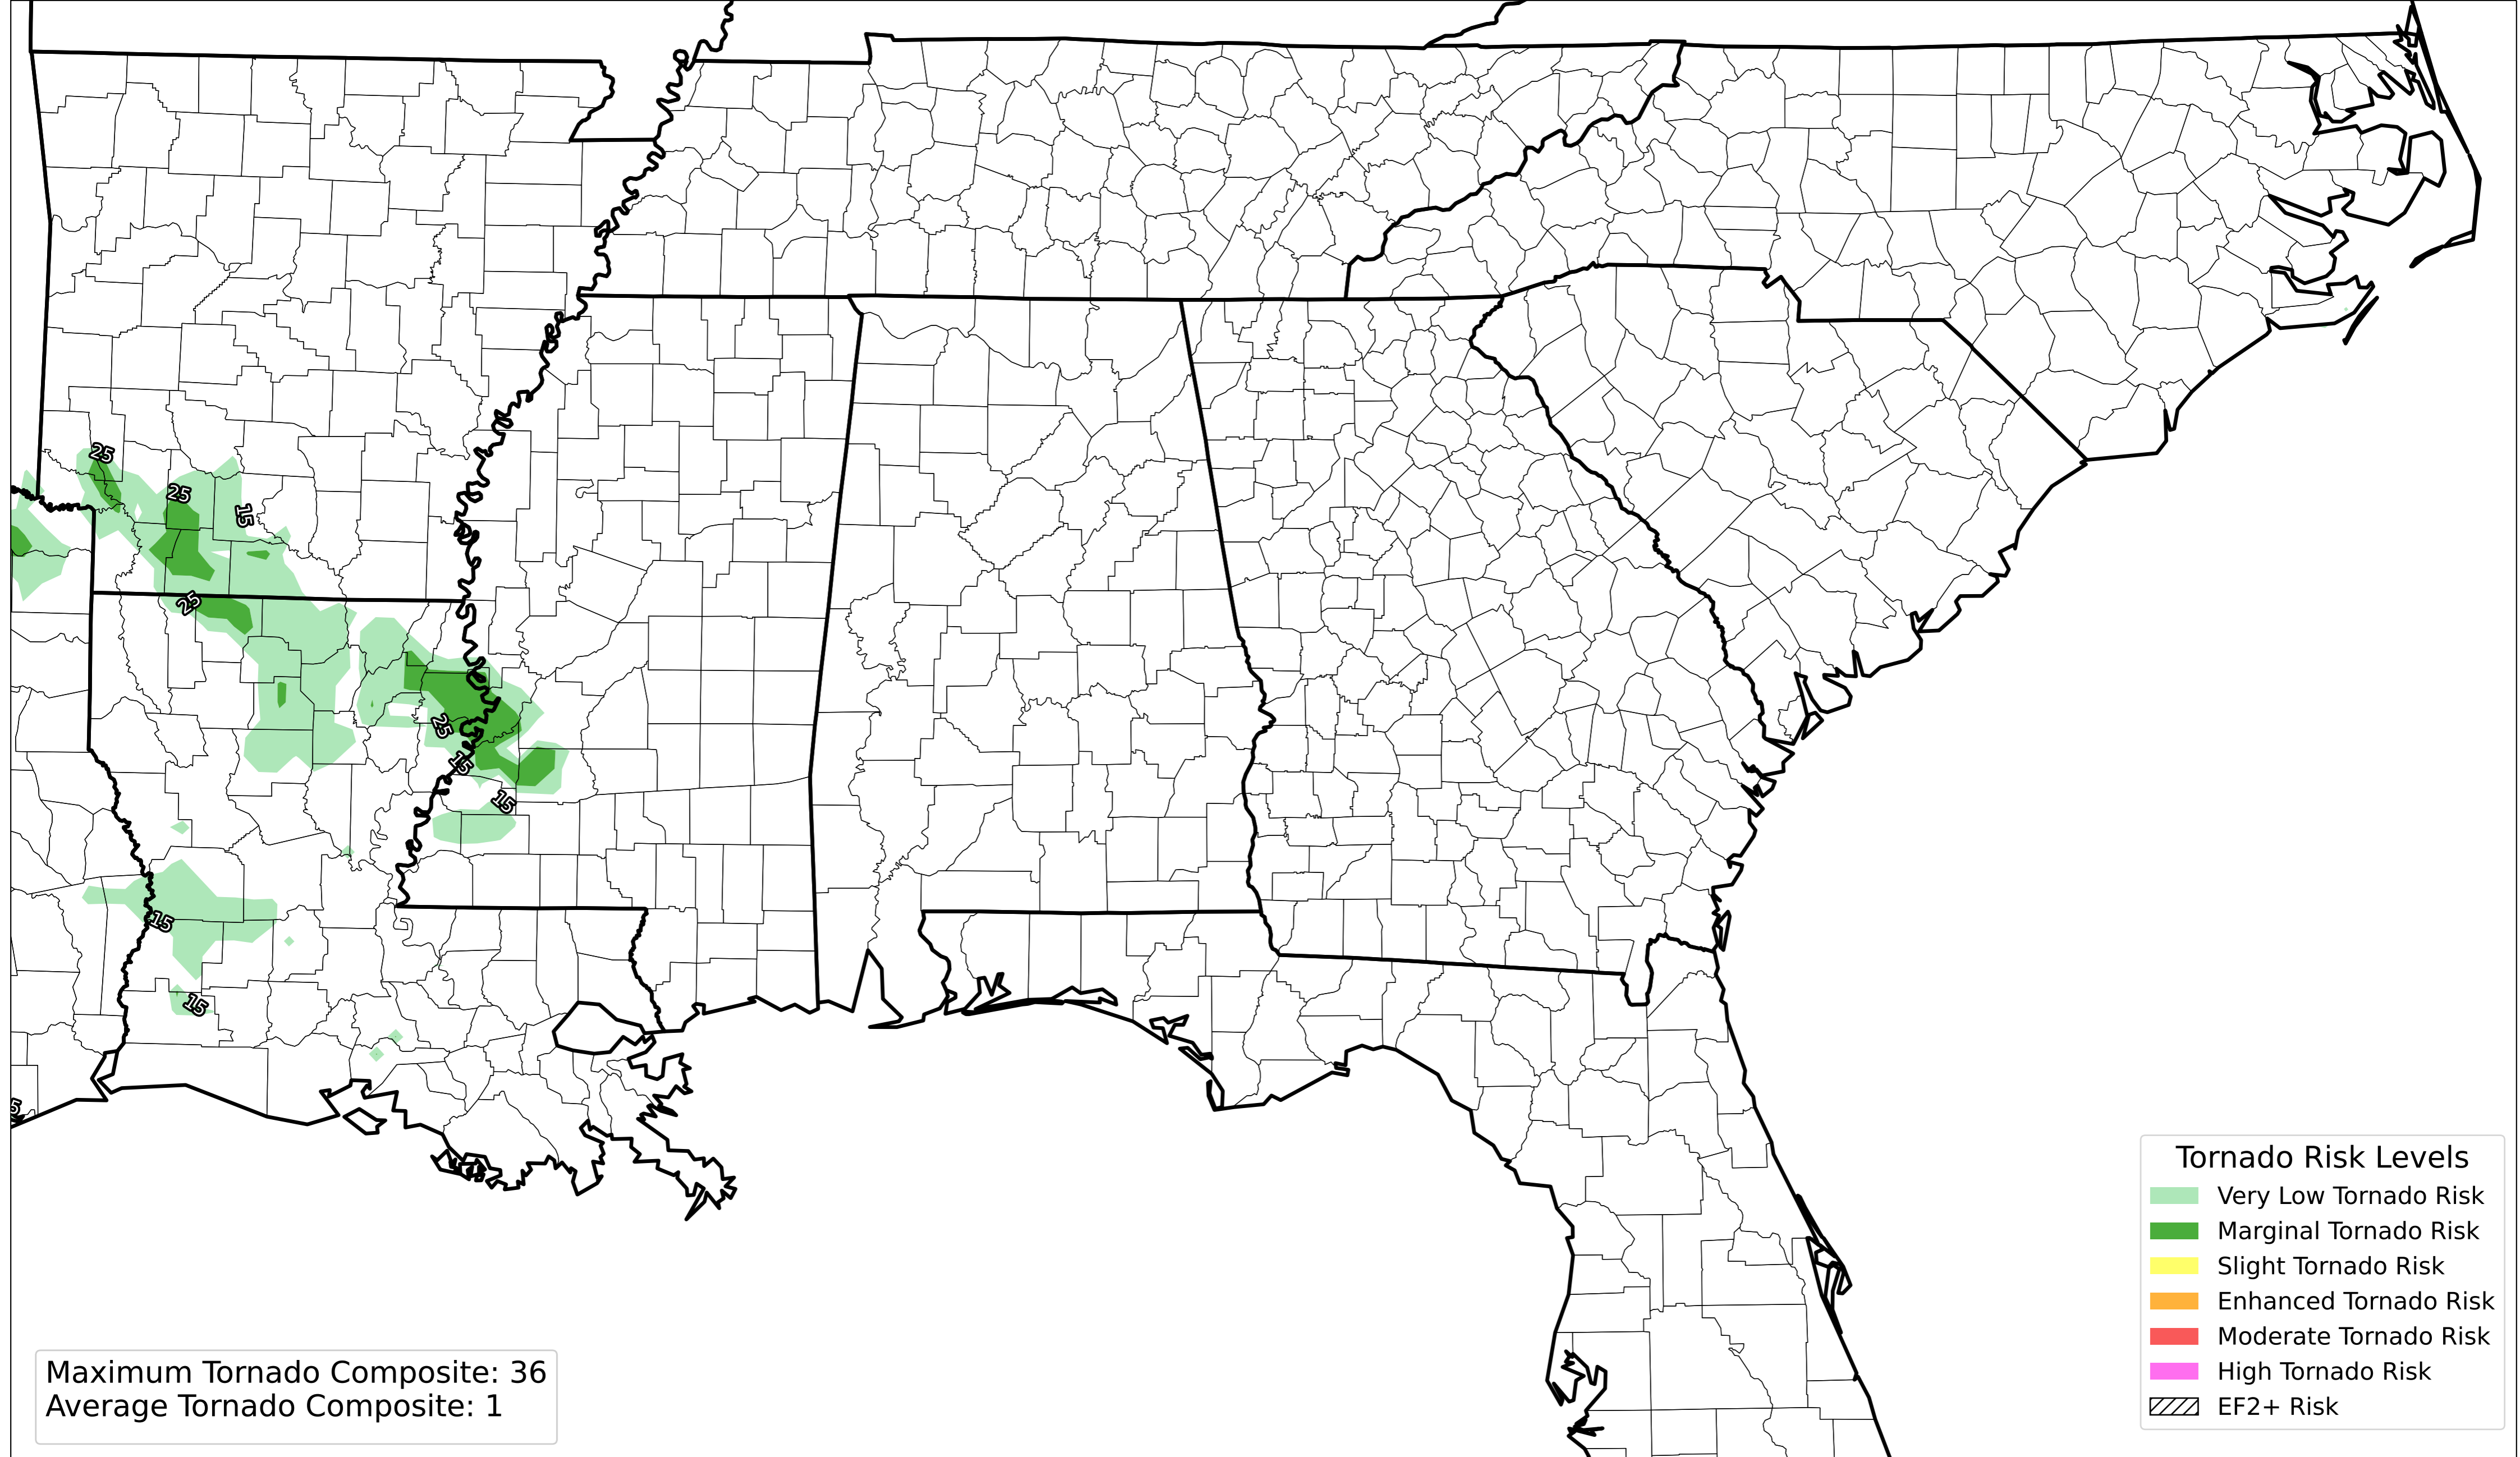 25
25
15
25
25
15
15
15
15
5
Tornado Risk Levels
Very Low Tornado Risk
Marginal Tornado Risk
Slight Tornado Risk
Enhanced Tornado Risk
Moderate Tornado Risk
High Tornado Risk
EF2+ Risk
Maximum Tornado Composite: 36
Average Tornado Composite: 1